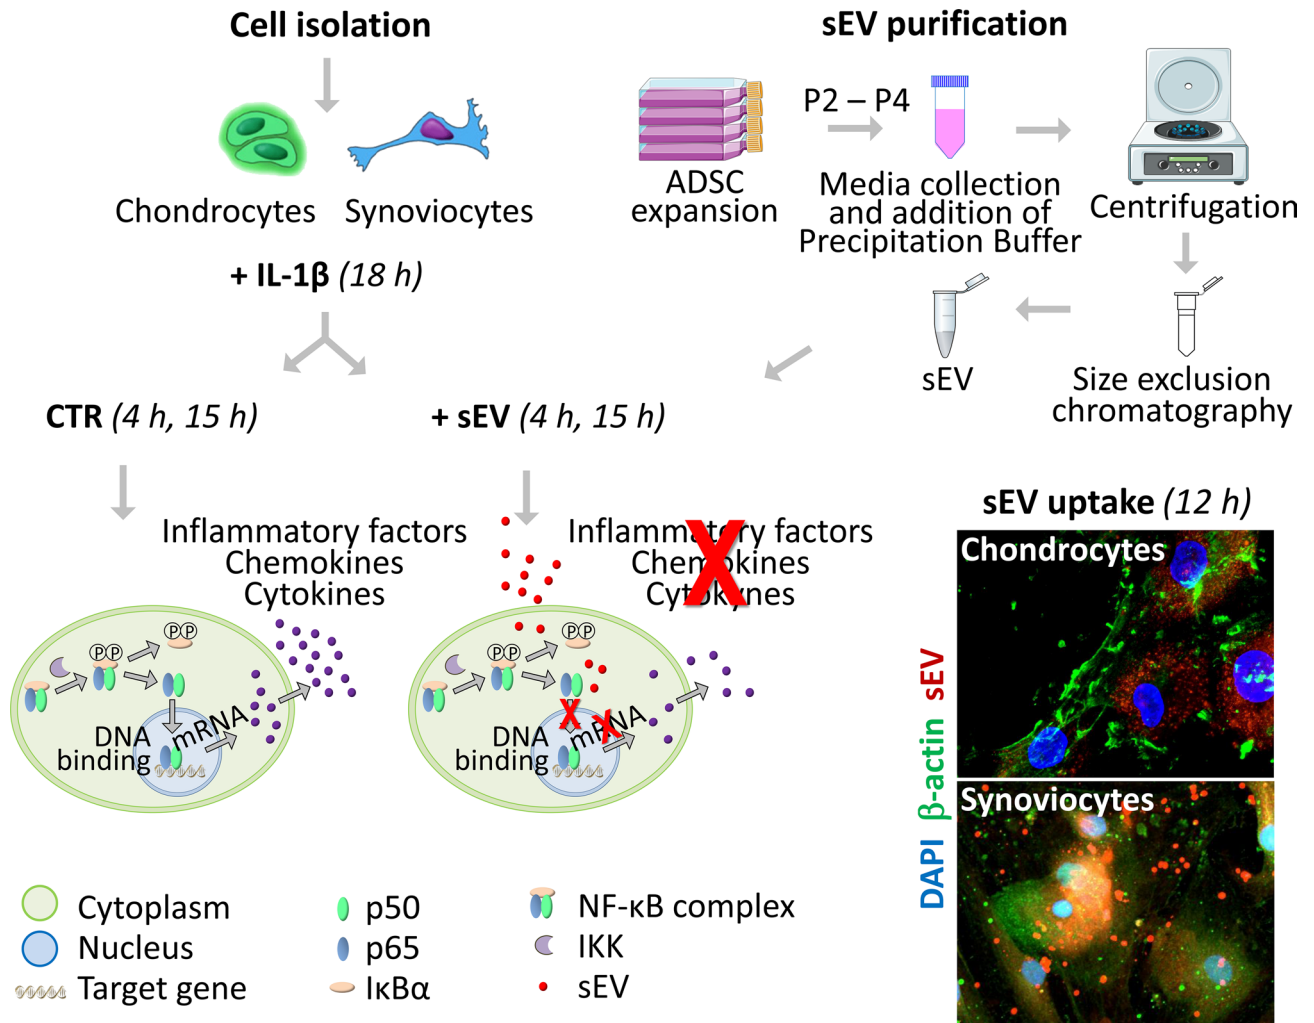 Cell isolation
Chondrocytes
Synoviocytes
+ IL-1β (18 h)
CTR (4 h, 15 h)
+ sEV (4 h, 15 h)
sEV purification
ADSC
expansion
P2 – P4
Media collection
and addition of
Precipitation Buffer
Centrifugation
Size exclusion
chromatography
sEV
Inflammatory factors
Chemokines
Cytokines
P P
P P
DNA
binding
mRNA
Inflammatory factors
Chemokines
Cytokynes
P P
P P
DNA
binding
mRNA
sEV uptake (12 h)
Chondrocytes
Synoviocytes
DAPI β-actin sEV
Cytoplasm
Nucleus
Target gene
p50
p65
IκBα
NF-κB complex
IKK
sEV